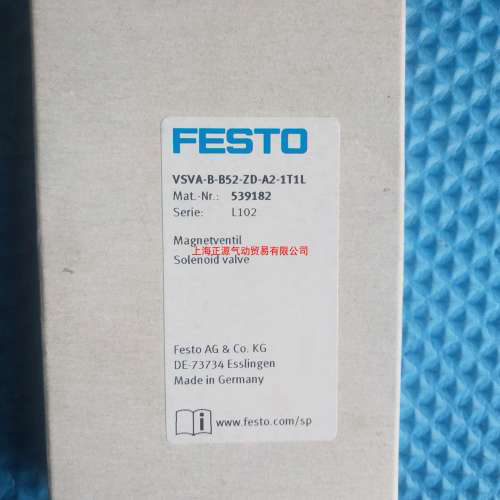 FESTO
VSVA-B-B52-ZD-A2-1T1L
Mat.-Nr.: 539182
Serie: L102
Magnetventil
上海正源气动贸易有限公司
Solenoid valve
Festo AG & Co. KG
DE-73734 Esslingen
Made in Germany
www.festo.com/sp